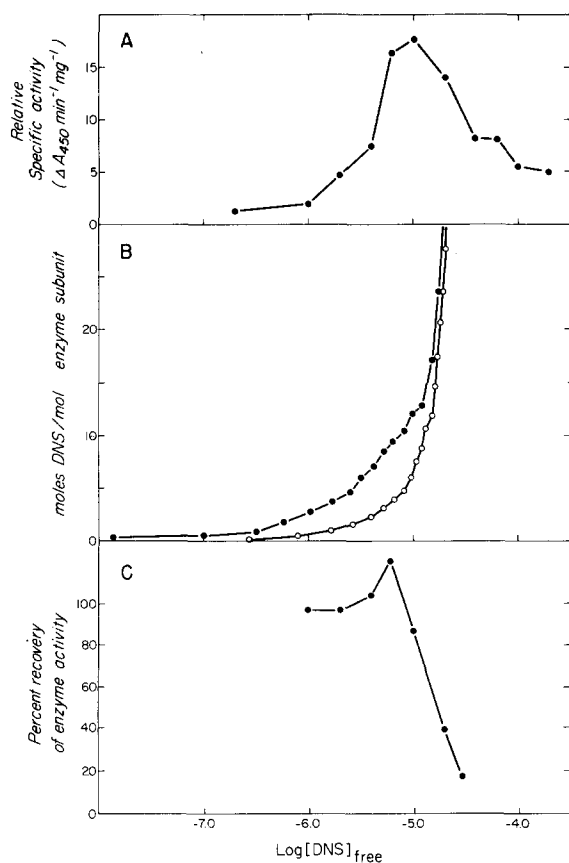 A
Relative
Specific activity
(ΔA450 min⁻¹ mg⁻¹)
15
10
5
0
B
moles DNS/mol enzyme subunit
20
10
0
C
Percent recovery
of enzyme activity
100
80
60
40
20
0
-7.0
-6.0
-5.0
-4.0
Log[DNS]free